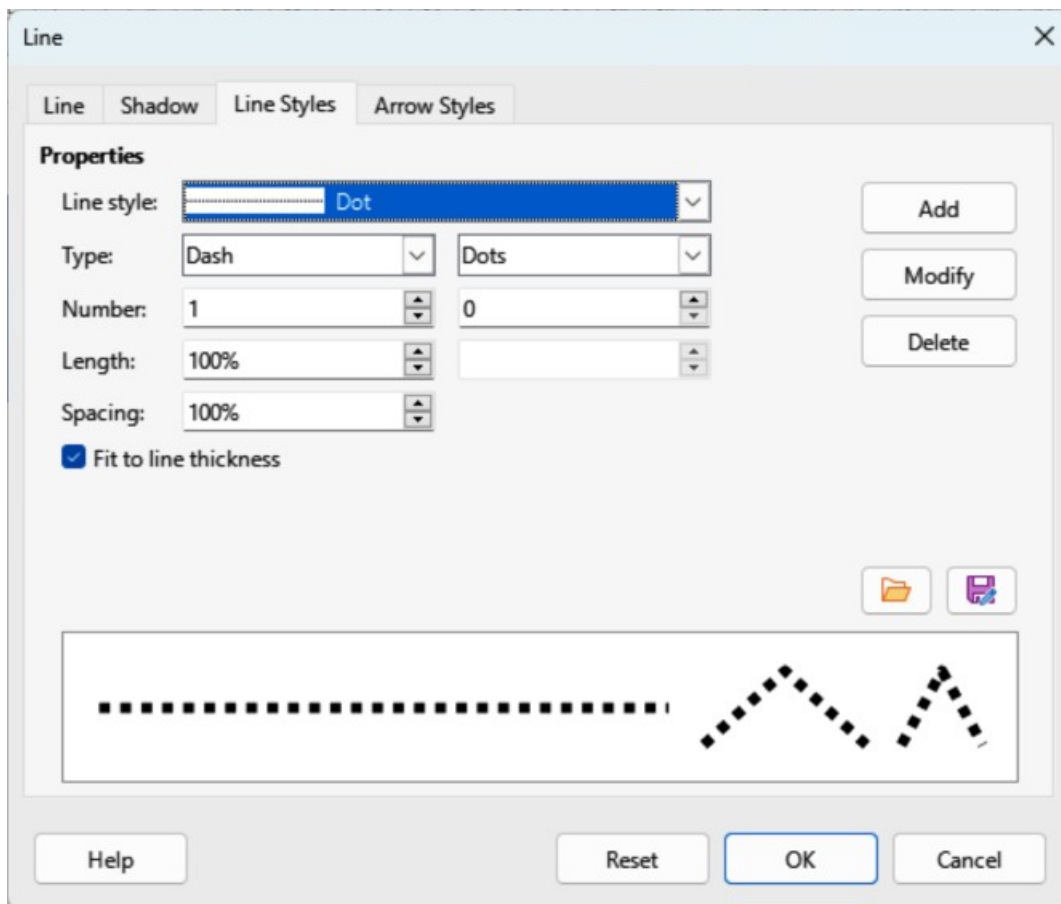 Line
Line Shadow Line Styles Arrow Styles
Properties
Line style: Dot Add
Type: Dash Dots
Modify
Number: 1 0
Delete
Length: 100%
Spacing: 100%
Fit to line thickness
Help Reset OK Cancel